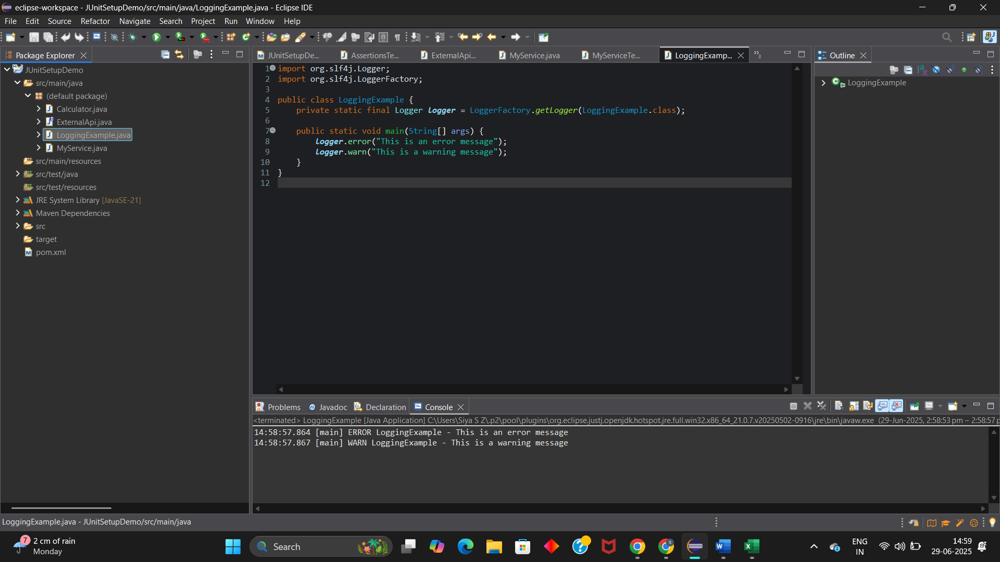 eclipse-workspace - JUnitSetupDemo/src/main/java/LoggingExample.java - Eclipse IDE
File Edit Source Refactor Navigate Search Project Run Window Help
Package Explorer
JUnitSetupDemo
src/main/java
(default package)
Calculator.java
ExternalApi.java
LoggingExample.java
MyService.java
src/main/resources
src/test/java
src/test/resources
JRE System Library [JavaSE-21]
Maven Dependencies
src
target
pom.xml
JUnitSetupDe... AssertionsTe... ExternalApi... MyService.java MyServiceTe... LoggingExamp... 3
1 import org.slf4j.Logger;
2 import org.slf4j.LoggerFactory;
3
4 public class LoggingExample {
5 private static final Logger logger = LoggerFactory.getLogger(LoggingExample.class);
6
7 public static void main(String[] args) {
8 logger.error("This is an error message");
9 logger.warn("This is a warning message");
10 }
11 }
12
Outline
LoggingExample
Problems Javadoc Declaration Console
<terminated> LoggingExample [Java Application] C:\Users\Siya S Z\.p2\pool\plugins\org.eclipse.justj.openjdk.hotspot.jre.full.win32.x86_64_21.0.7.v20250502-0916\jre\bin\javaw.exe (29-Jun-2025, 2:58:53 pm – 2:58:57 p
14:58:57.864 [main] ERROR LoggingExample - This is an error message
14:58:57.867 [main] WARN LoggingExample - This is a warning message
LoggingExample.java - JUnitSetupDemo/src/main/java
7
2 cm of rain
Monday
Search
ENG
IN
14:59
29-06-2025